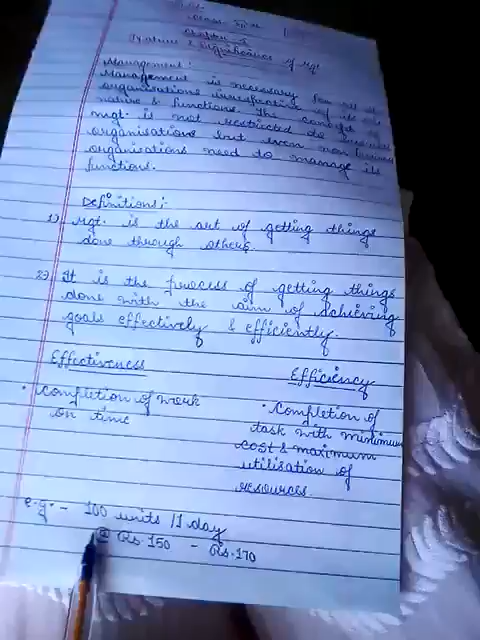 Class XIIth
Chapter-1
Nature & Significance of Mgt
Management:
Management is necessary for all
organisations irrespective of its
nature & functions. The concept of
mgt. is not restricted to business
organisations but even non business
organisations need to manage its
functions.
Definitions:
1) Mgt. is the art of getting things
done through others.
2) It is the process of getting things
done with the aim of achieving
goals effectively & efficiently.
Effectiveness
Efficiency
• Completion of work
on time
• Completion of
task with minimum
cost & maximum
utilisation of
resources.
e.g. - 100 units /1 day
@ Rs.150 - Rs.170